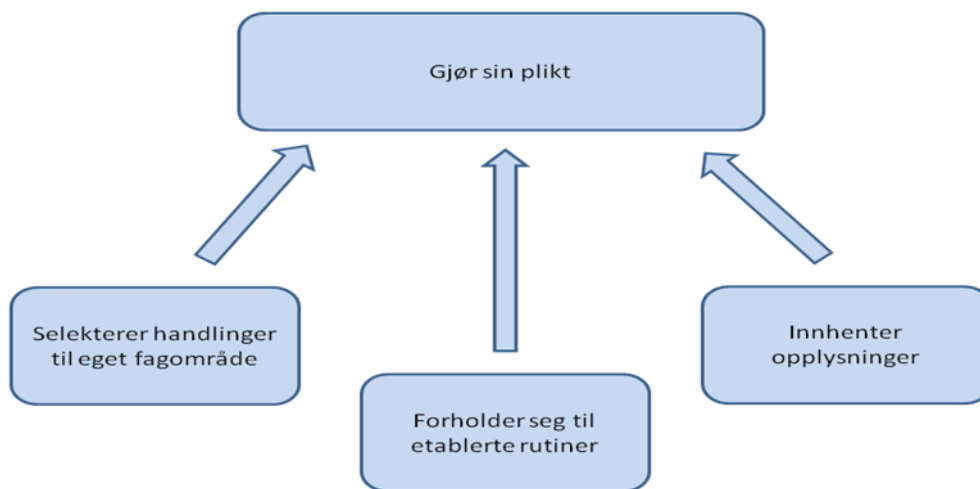 Gjør sin plikt
Selekterer handlinger
til eget fagområde
Innhenter
opplysninger
Forholder seg til
etablerte rutiner